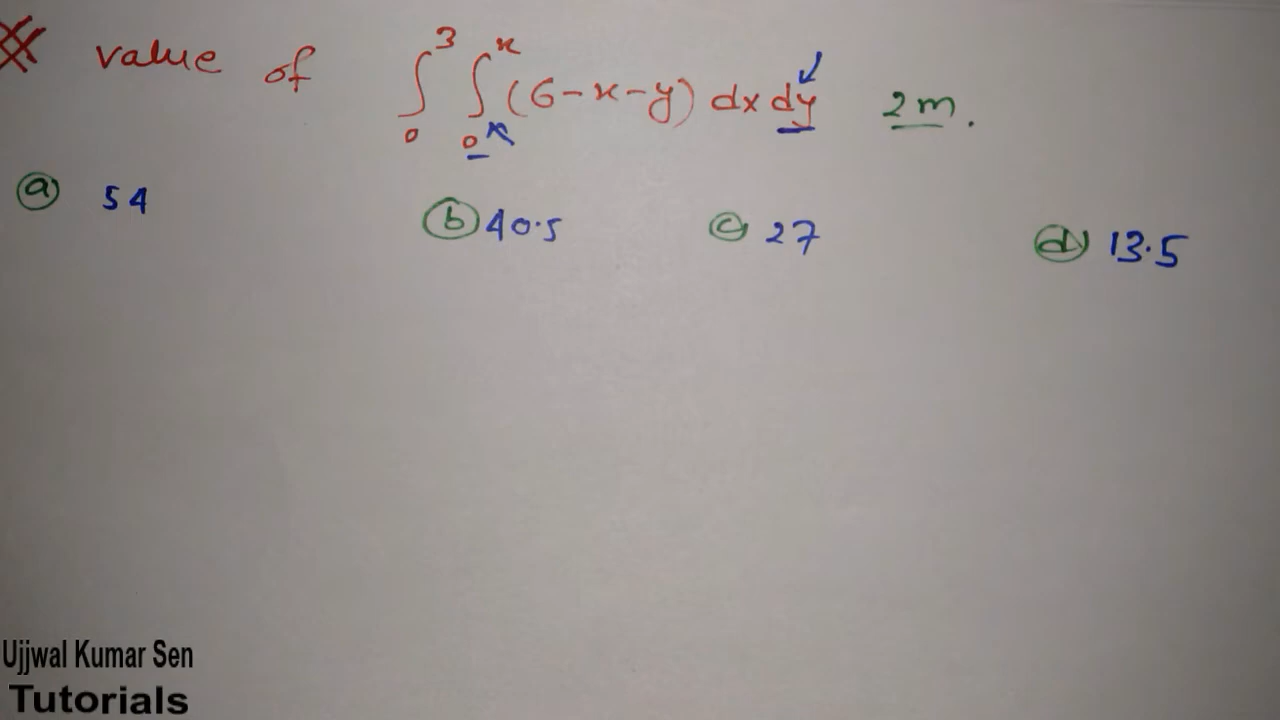 value of ∫₀³ ∫₀ˣ (6-x-y) dx dy 2m.
(a) 54 (b) 40.5 (c) 27 (d) 13.5
Ujjwal Kumar Sen
Tutorials